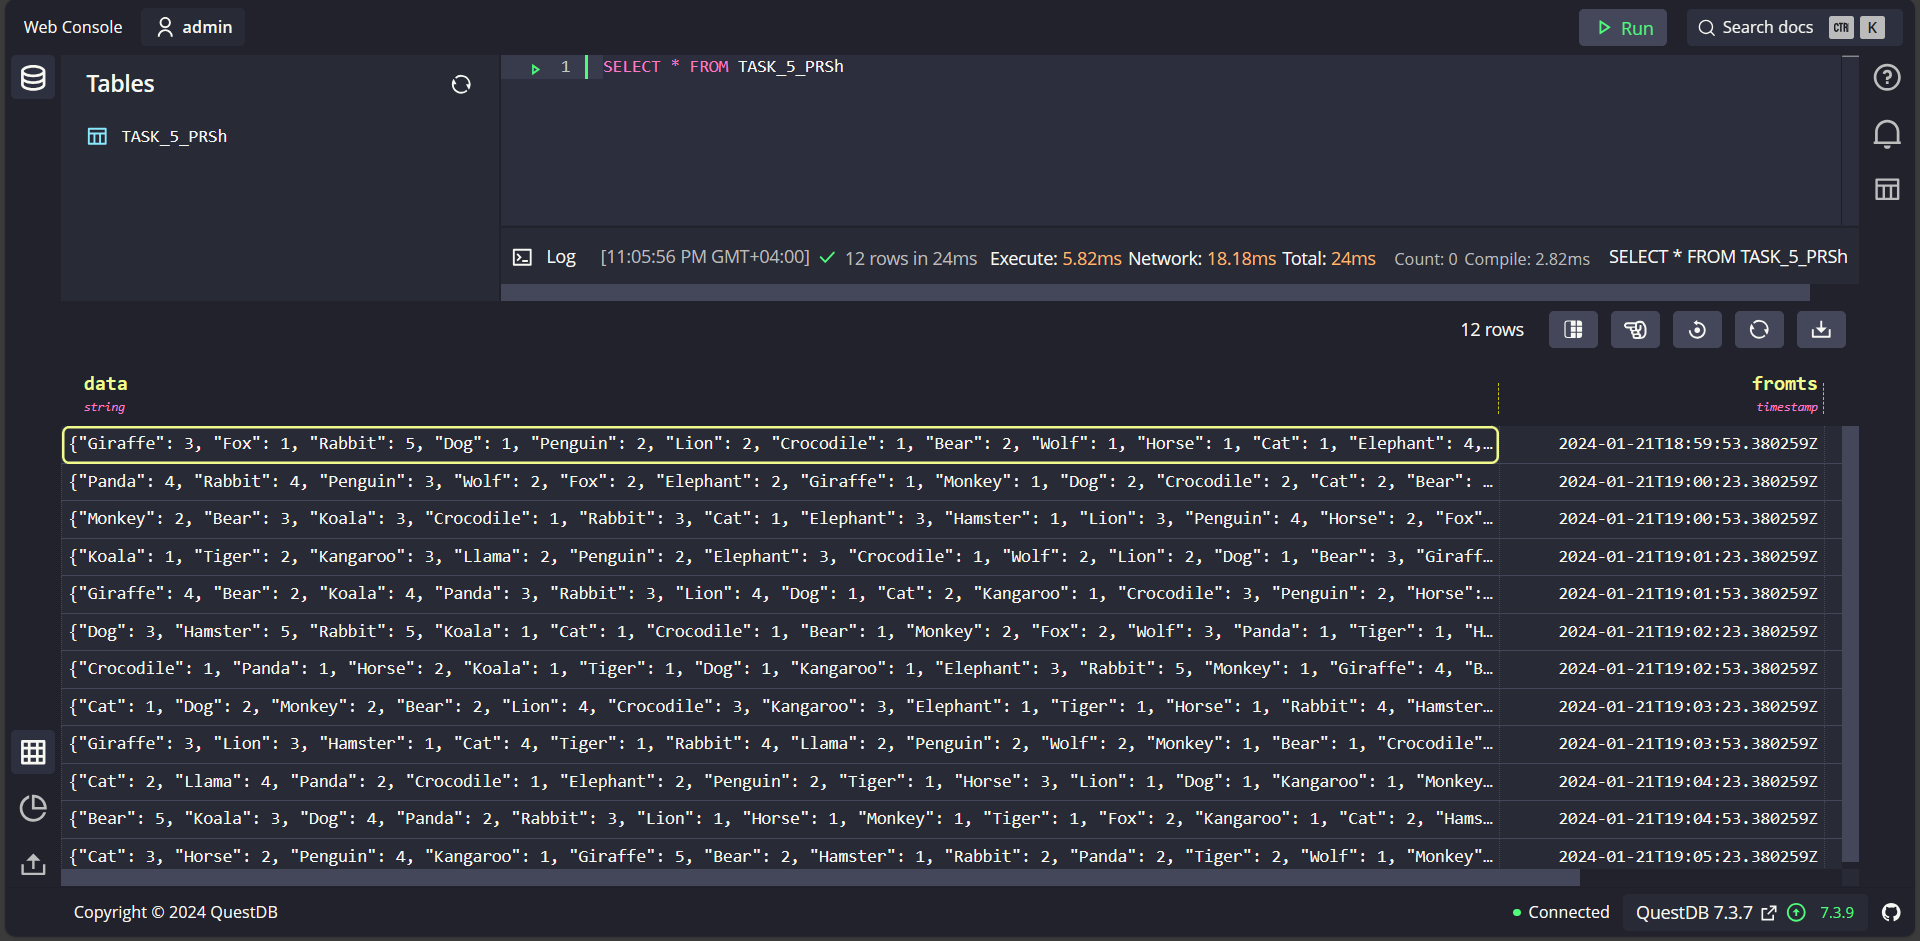 Web Console admin Run Search docs CTRL K
Tables
TASK_5_PRSh
1 SELECT * FROM TASK_5_PRSh
Log [11:05:56 PM GMT+04:00] 12 rows in 24ms Execute: 5.82ms Network: 18.18ms Total: 24ms Count: 0 Compile: 2.82ms SELECT * FROM TASK_5_PRSh
12 rows
data fromts
string timestamp
{"Giraffe": 3, "Fox": 1, "Rabbit": 5, "Dog": 1, "Penguin": 2, "Lion": 2, "Crocodile": 1, "Bear": 2, "Wolf": 1, "Horse": 1, "Cat": 1, "Elephant": 4,… 2024-01-21T18:59:53.380259Z
{"Panda": 4, "Rabbit": 4, "Penguin": 3, "Wolf": 2, "Fox": 2, "Elephant": 2, "Giraffe": 1, "Monkey": 1, "Dog": 2, "Crocodile": 2, "Cat": 2, "Bear": … 2024-01-21T19:00:23.380259Z
{"Monkey": 2, "Bear": 3, "Koala": 3, "Crocodile": 1, "Rabbit": 3, "Cat": 1, "Elephant": 3, "Hamster": 1, "Lion": 3, "Penguin": 4, "Horse": 2, "Fox"… 2024-01-21T19:00:53.380259Z
{"Koala": 1, "Tiger": 2, "Kangaroo": 3, "Llama": 2, "Penguin": 2, "Elephant": 3, "Crocodile": 1, "Wolf": 2, "Lion": 2, "Dog": 1, "Bear": 3, "Giraff… 2024-01-21T19:01:23.380259Z
{"Giraffe": 4, "Bear": 2, "Koala": 4, "Panda": 3, "Rabbit": 3, "Lion": 4, "Dog": 1, "Cat": 2, "Kangaroo": 1, "Crocodile": 3, "Penguin": 2, "Horse":… 2024-01-21T19:01:53.380259Z
{"Dog": 3, "Hamster": 5, "Rabbit": 5, "Koala": 1, "Cat": 1, "Crocodile": 1, "Bear": 1, "Monkey": 2, "Fox": 2, "Wolf": 3, "Panda": 1, "Tiger": 1, "H… 2024-01-21T19:02:23.380259Z
{"Crocodile": 1, "Panda": 1, "Horse": 2, "Koala": 1, "Tiger": 1, "Dog": 1, "Kangaroo": 1, "Elephant": 3, "Rabbit": 5, "Monkey": 1, "Giraffe": 4, "B… 2024-01-21T19:02:53.380259Z
{"Cat": 1, "Dog": 2, "Monkey": 2, "Bear": 2, "Lion": 4, "Crocodile": 3, "Kangaroo": 3, "Elephant": 1, "Tiger": 1, "Horse": 1, "Rabbit": 4, "Hamster… 2024-01-21T19:03:23.380259Z
{"Giraffe": 3, "Lion": 3, "Hamster": 1, "Cat": 4, "Tiger": 1, "Rabbit": 4, "Llama": 2, "Penguin": 2, "Wolf": 2, "Monkey": 1, "Bear": 1, "Crocodile"… 2024-01-21T19:03:53.380259Z
{"Cat": 2, "Llama": 4, "Panda": 2, "Crocodile": 1, "Elephant": 2, "Penguin": 2, "Tiger": 1, "Horse": 3, "Lion": 1, "Dog": 1, "Kangaroo": 1, "Monkey… 2024-01-21T19:04:23.380259Z
{"Bear": 5, "Koala": 3, "Dog": 4, "Panda": 2, "Rabbit": 3, "Lion": 1, "Horse": 1, "Monkey": 1, "Tiger": 1, "Fox": 2, "Kangaroo": 1, "Cat": 2, "Hams… 2024-01-21T19:04:53.380259Z
{"Cat": 3, "Horse": 2, "Penguin": 4, "Kangaroo": 1, "Giraffe": 5, "Bear": 2, "Hamster": 1, "Rabbit": 2, "Panda": 2, "Tiger": 2, "Wolf": 1, "Monkey"… 2024-01-21T19:05:23.380259Z
Copyright © 2024 QuestDB Connected QuestDB 7.3.7 7.3.9